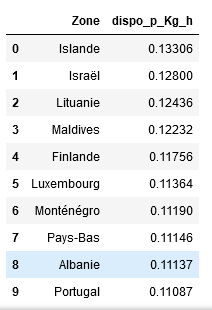 Zone dispo_p_Kg_h
0 Islande 0.13306
1 Israël 0.12800
2 Lituanie 0.12436
3 Maldives 0.12232
4 Finlande 0.11756
5 Luxembourg 0.11364
6 Monténégro 0.11190
7 Pays-Bas 0.11146
8 Albanie 0.11137
9 Portugal 0.11087